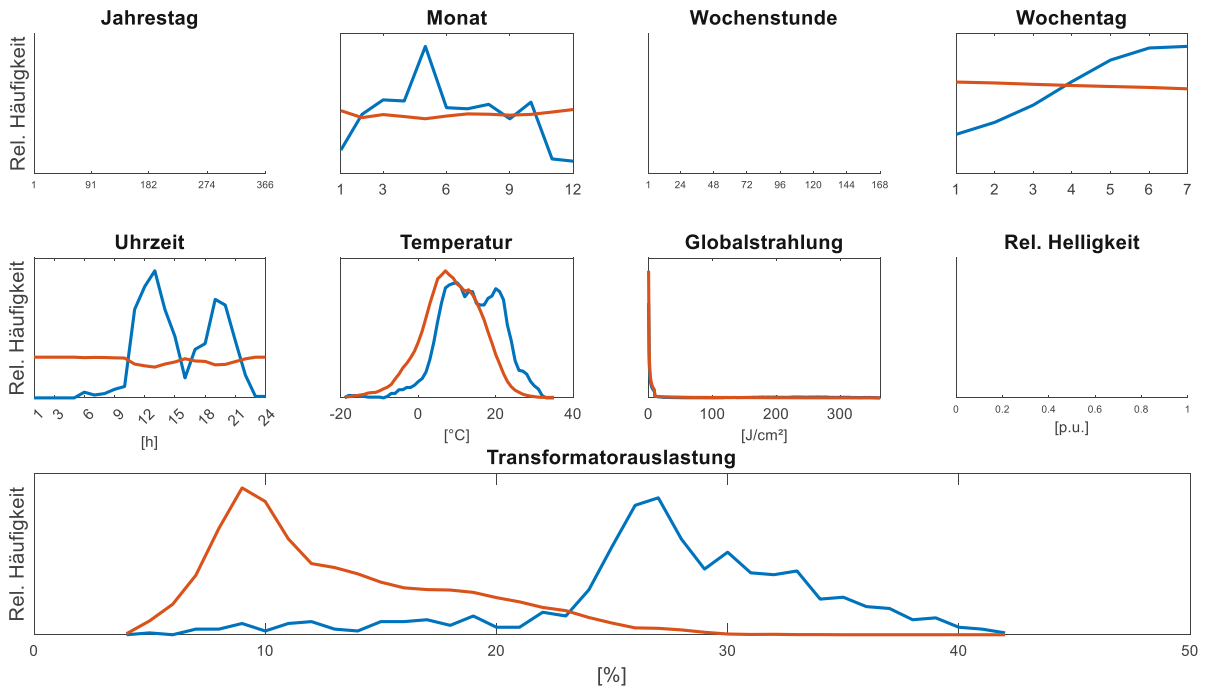 Jahrestag Monat Wochenstunde Wochentag
Rel. Häufigkeit
1 91 182 274 366 1 3 6 9 12 1 24 48 72 96 120 144 168 1 2 3 4 5 6 7
Uhrzeit Temperatur Globalstrahlung Rel. Helligkeit
Rel. Häufigkeit
1 3 6 9 12 15 18 21 24 -20 0 20 40 0 100 200 300 0 0.2 0.4 0.6 0.8 1
[h] [°C] [J/cm²] [p.u.]
Transformatorauslastung
Rel. Häufigkeit
0 10 20 30 40 50
[%]